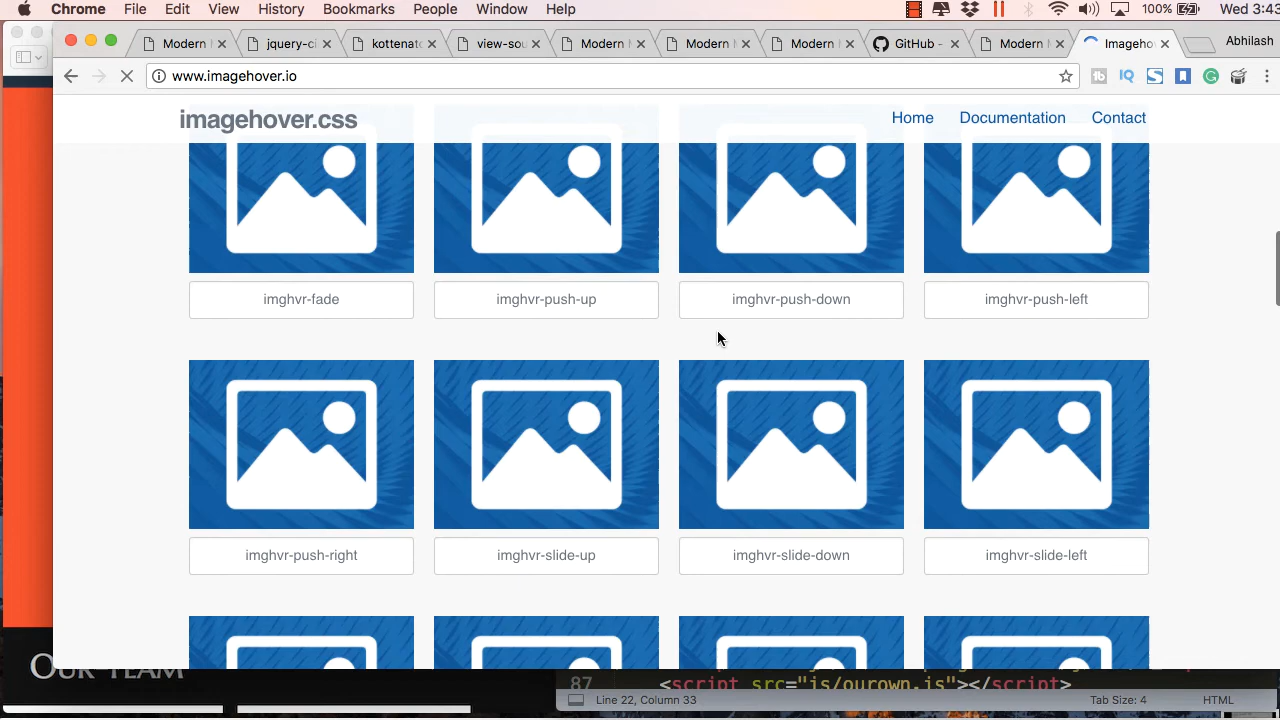 Chrome File Edit View History Bookmarks People Window Help 100% Wed 3:43
Modern jquery-ci kottenato view-sou Modern Modern Modern GitHub - Modern Imageho Abhilash
www.imagehover.io
imagehover.css Home Documentation Contact
imghvr-fade imghvr-push-up imghvr-push-down imghvr-push-left
imghvr-push-right imghvr-slide-up imghvr-slide-down imghvr-slide-left
OUR TEAM
87 <script src="js/ourown.js"></script>
Line 22, Column 33 Tab Size: 4 HTML